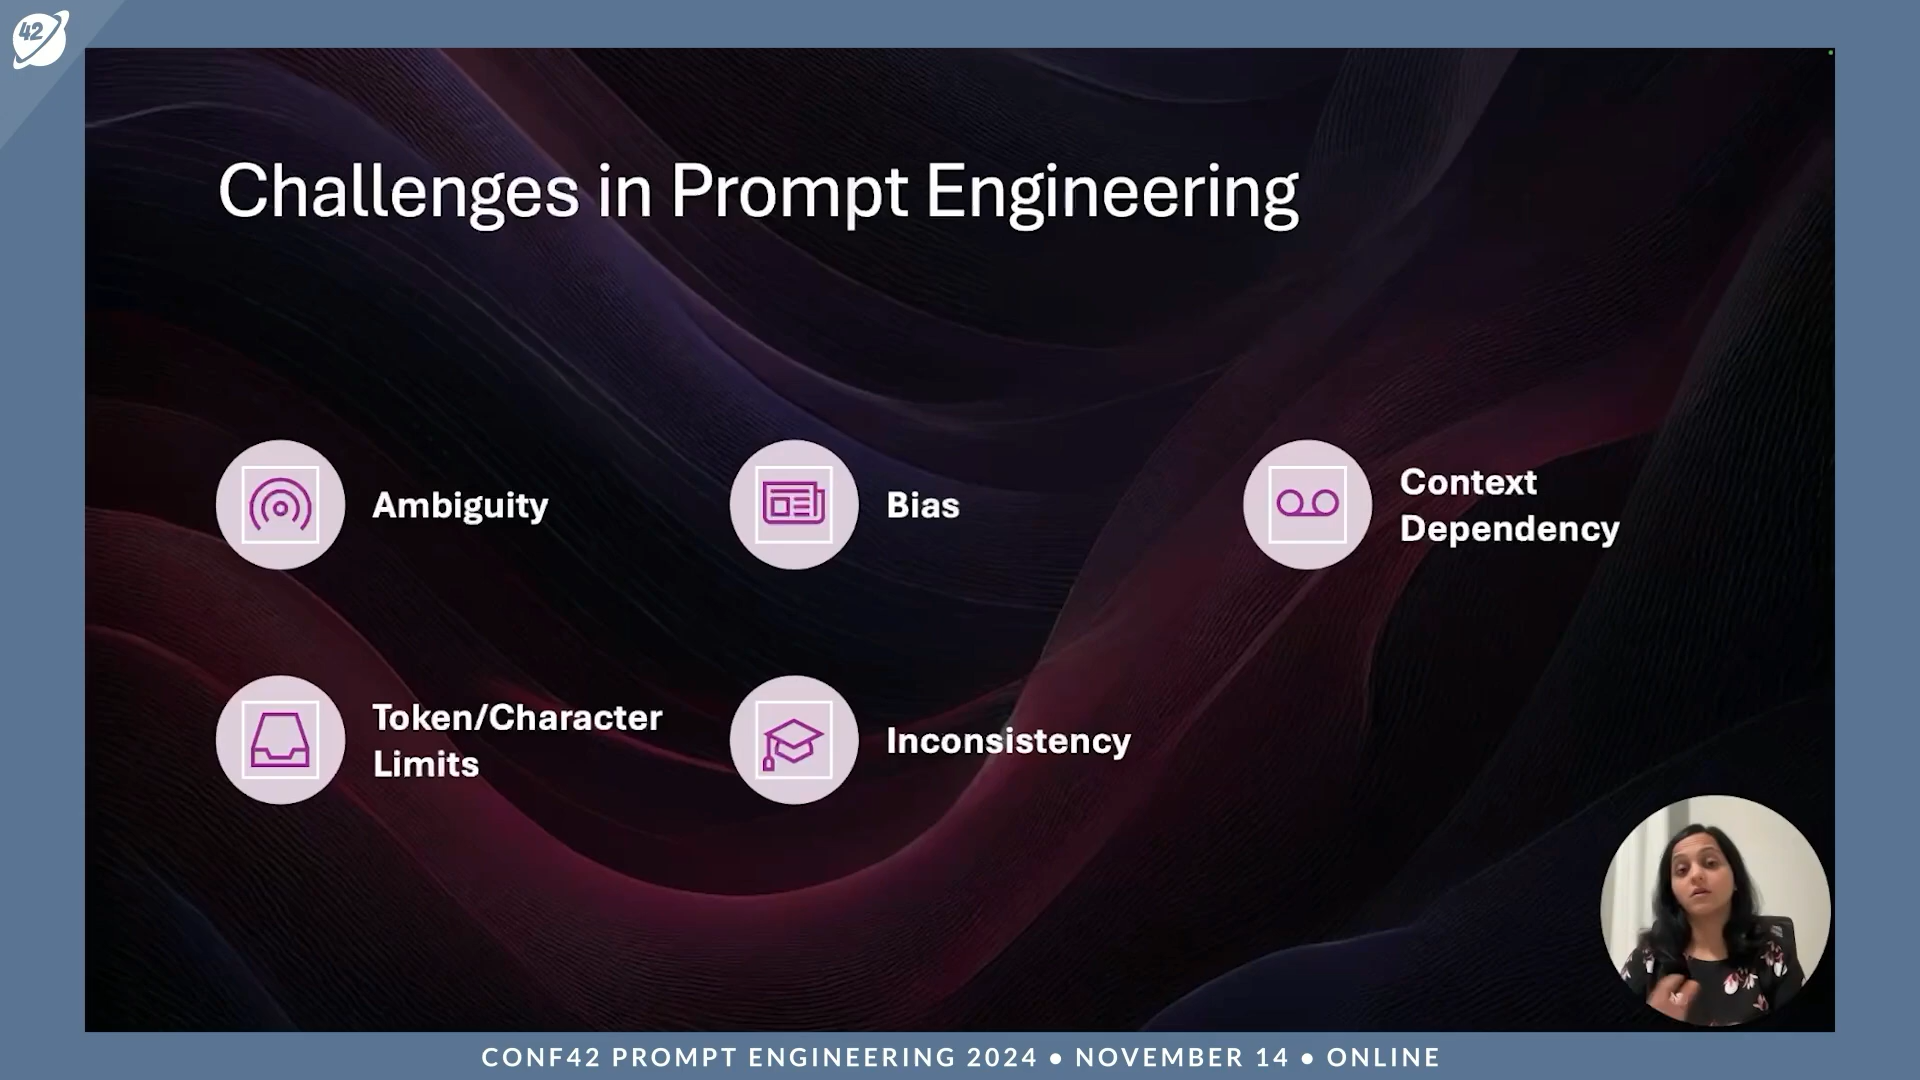 42
Challenges in Prompt Engineering
Ambiguity
Bias
Context
Dependency
Token/Character
Limits
Inconsistency
CONF42 PROMPT ENGINEERING 2024 • NOVEMBER 14 • ONLINE